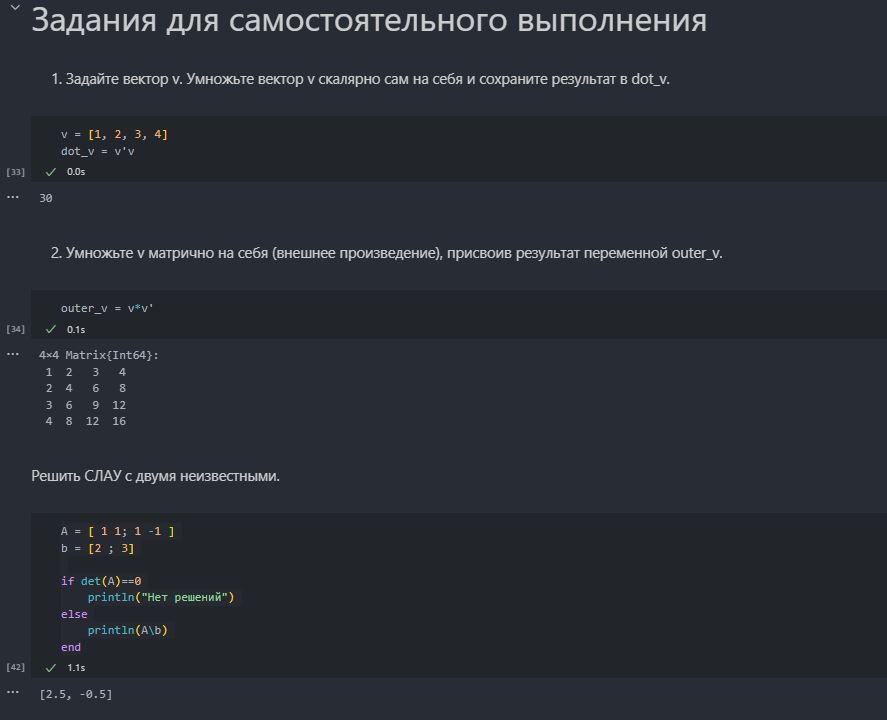 Задания для самостоятельного выполнения
1. Задайте вектор v. Умножьте вектор v скалярно сам на себя и сохраните результат в dot_v.
v = [1, 2, 3, 4]
dot_v = v'v
[33] 0.0s
... 30
2. Умножьте v матрично на себя (внешнее произведение), присвоив результат переменной outer_v.
outer_v = v*v'
[34] 0.1s
... 4×4 Matrix{Int64}:
1 2 3 4
2 4 6 8
3 6 9 12
4 8 12 16
Решить СЛАУ с двумя неизвестными.
A = [ 1 1; 1 -1 ]
b = [2 ; 3]
if det(A)==0
println("Нет решений")
else
println(A\b)
end
[42] 1.1s
... [2.5, -0.5]